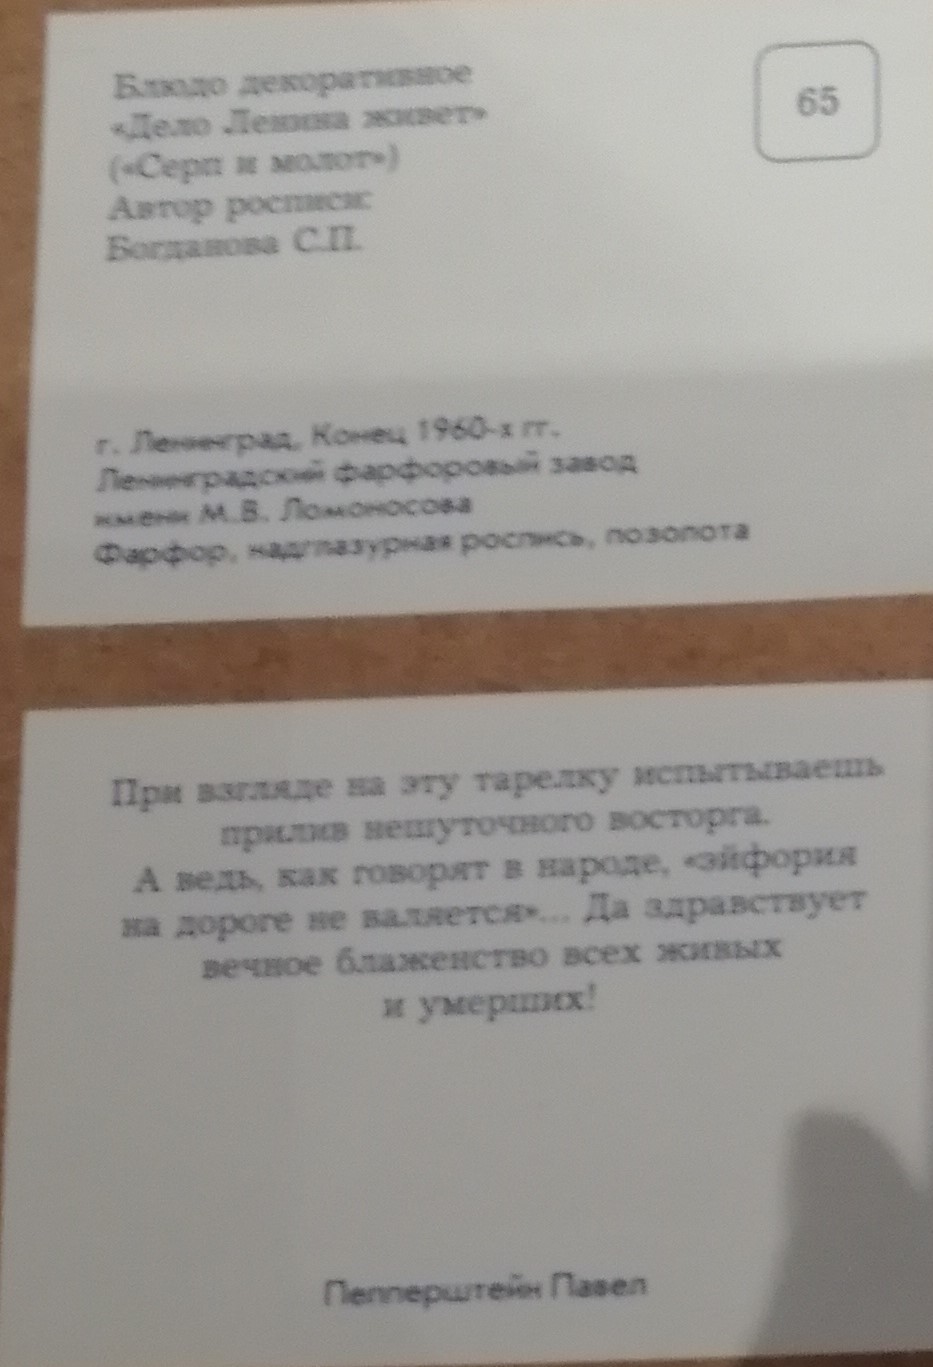 Блюдо декоративное
«Дело Ленина живет»
(«Серп и молот»)
Автор росписи:
Богданова С.П.
65
г. Ленинград, Конец 1960-х гг.
Ленинградский фарфоровый завод
имени М.В. Ломоносова
Фарфор, надглазурная роспись, позолота
При взгляде на эту тарелку испытываешь
прилив нешуточного восторга.
А ведь, как говорят в народе, «эйфория
на дороге не валяется»... Да здравствует
вечное блаженство всех живых
и умерших!
Пепперштейн Павел